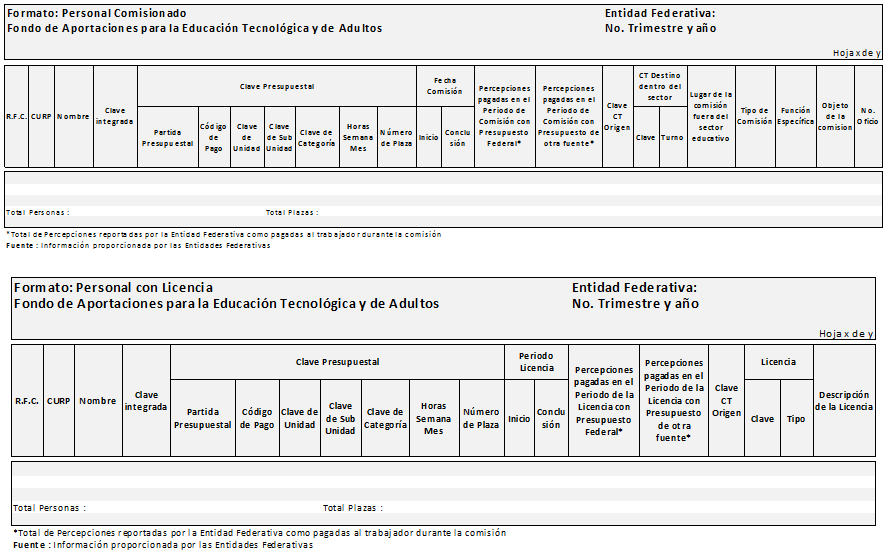 Formato: Personal Comisionado Entidad Federativa:
Fondo de Aportaciones para la Educación Tecnológica y de Adultos No. Trimestre y año
Hoja x de y
R.F.C. CURP Nombre Clave integrada Clave Presupuestal Fecha Comisión Percepciones pagadas en el Periodo de Comisión con Presupuesto Federal* Percepciones pagadas en el Periodo de Comisión con Presupuesto de otra fuente* Clave CT Origen CT Destino dentro del sector Lugar de la comisión fuera del sector educativo Tipo de Comisión Función Específica Objeto de la comision No. Oficio
Partida Presupuestal Código de Pago Clave de Unidad Clave de Sub Unidad Clave de Categoría Horas Semana Mes Número de Plaza Inicio Conclu sión Clave Turno
Total Personas : Total Plazas :
*Total de Percepciones reportadas por la Entidad Federativa como pagadas al trabajador durante la comisión
Fuente : Información proporcionada por las Entidades Federativas
Formato: Personal con Licencia Entidad Federativa:
Fondo de Aportaciones para la Educación Tecnológica y de Adultos No. Trimestre y año
Hoja x de y
R.F.C. CURP Nombre Clave integrada Clave Presupuestal Periodo Licencia Percepciones pagadas en el Periodo de la Licencia con Presupuesto Federal* Percepciones pagadas en el Periodo de la Licencia con Presupuesto de otra fuente* Clave CT Origen Licencia Descripción de la Licencia
Partida Presupuestal Código de Pago Clave de Unidad Clave de Sub Unidad Clave de Categoría Horas Semana Mes Número de Plaza Inicio Conclu sión Clave Tipo
Total Personas : Total Plazas :
*Total de Percepciones reportadas por la Entidad Federativa como pagadas al trabajador durante la comisión
Fuente : Información proporcionada por las Entidades Federativas